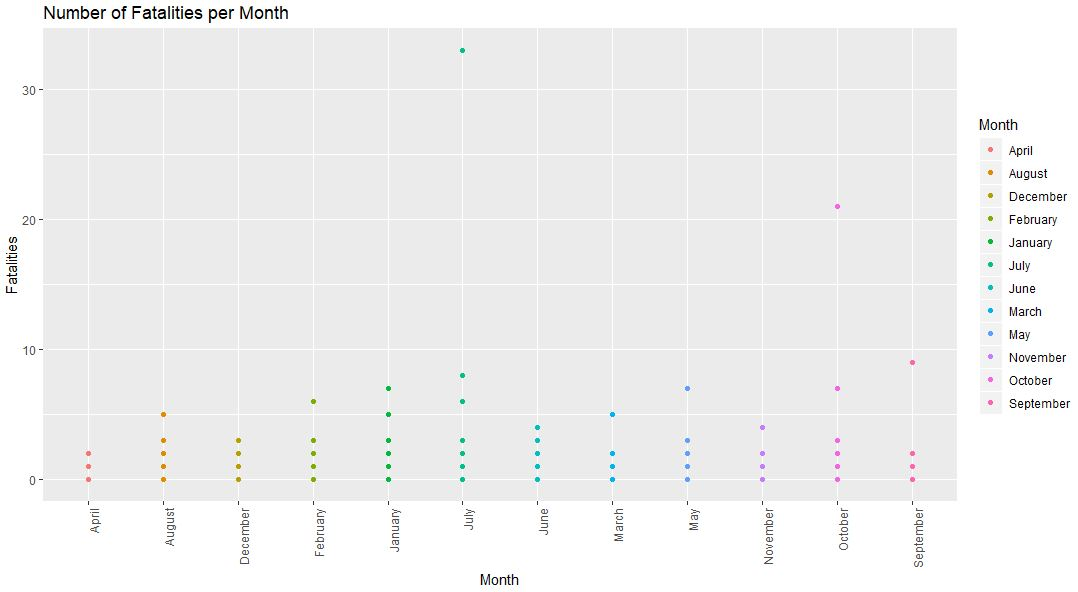 Number of Fatalities per Month
Fatalities
30
20
10
0
April
August
December
February
January
July
June
March
May
November
October
September
Month
Month
April
August
December
February
January
July
June
March
May
November
October
September